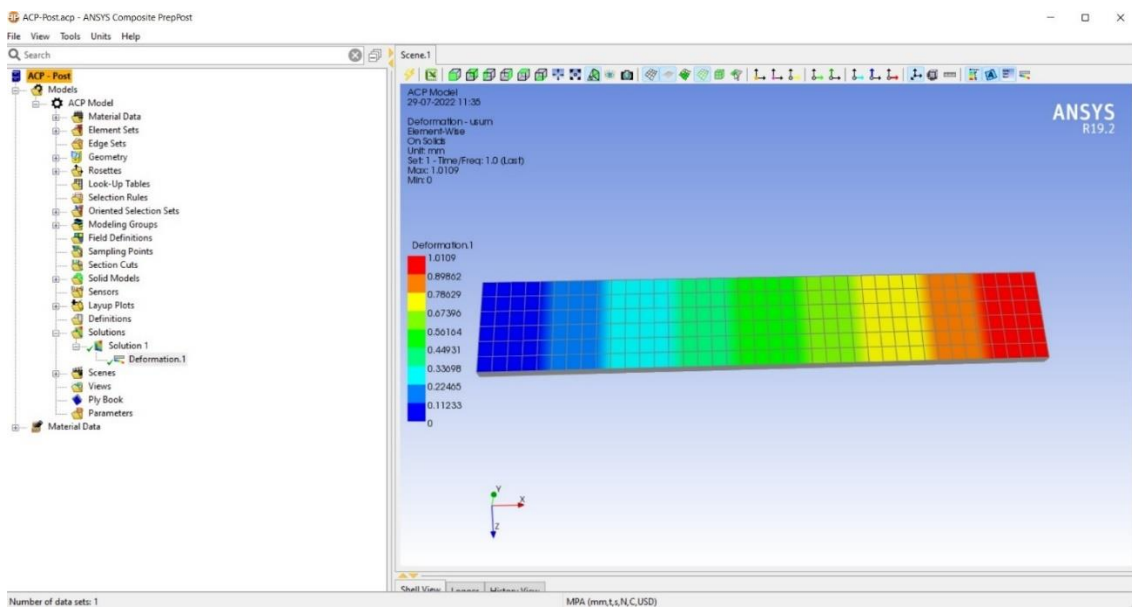 ACP-Post.acp - ANSYS Composite PrepPost
File View Tools Units Help
Search
ACP - Post
Models
ACP Model
Material Data
Element Sets
Edge Sets
Geometry
Rosettes
Look-Up Tables
Selection Rules
Oriented Selection Sets
Modeling Groups
Field Definitions
Sampling Points
Section Cuts
Solid Models
Sensors
Layup Plots
Definitions
Solutions
Solution 1
Deformation.1
Scenes
Views
Ply Book
Parameters
Material Data
Scene.1
ACP Model
29-07-2022 11:35
Deformation - usum
Element-Wise
On Solids
Unit: mm
Set: 1 - Time/Freq: 1.0 (Last)
Max: 1.0109
Min: 0
ANSYS
R19.2
Deformation.1
1.0109
0.89862
0.78629
0.67396
0.56164
0.44931
0.33698
0.22465
0.11233
0
Y
X
Z
Shell View Logger History View
Number of data sets: 1
MPA (mm,t,s,N,C,USD)